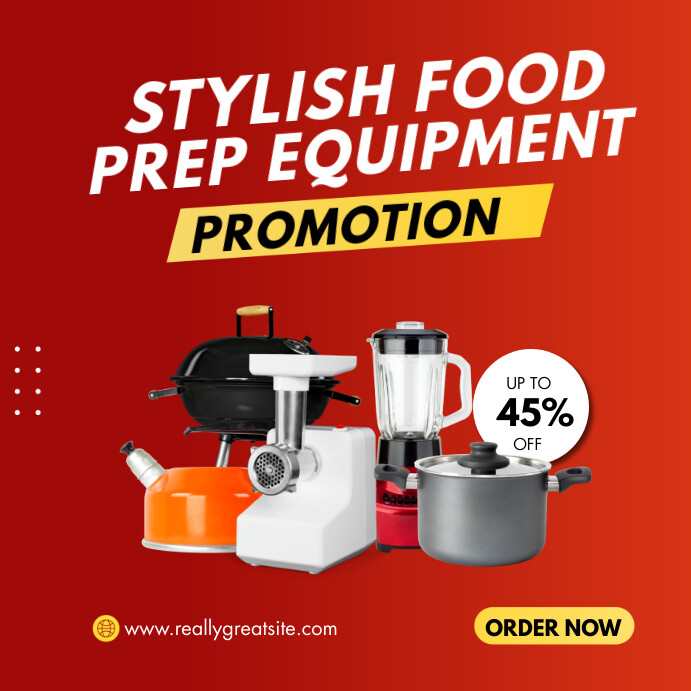 STYLISH FOOD
PREP EQUIPMENT
PROMOTION
UP TO
45%
OFF
www.reallygreatsite.com
ORDER NOW